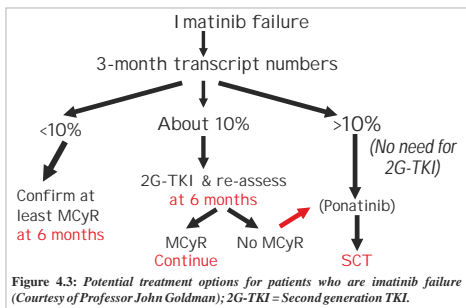 Imatinib failure
3-month transcript numbers
<10%
About 10%
>10%
(No need for
2G-TKI)
2G-TKI & re-assess
at 6 months
Confirm at
least MCyR
at 6 months
(Ponatinib)
MCyR
Continue
No MCyR
SCT
Figure 4.3: Potential treatment options for patients who are imatinib failure
(Courtesy of Professor John Goldman); 2G-TKI = Second generation TKI.